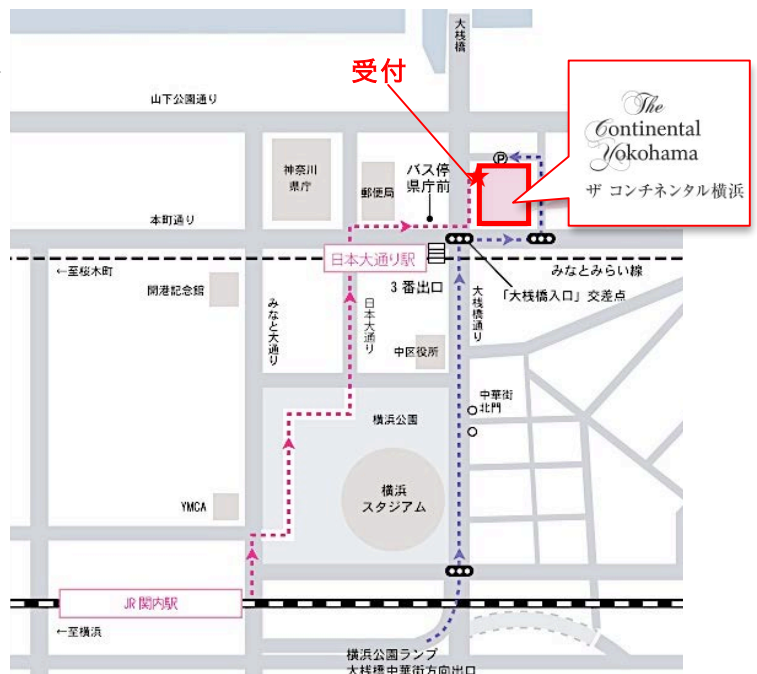 大桟橋
受付
山下公園通り
The
Continental
Yokohama
ザ コンチネンタル横浜
P
神奈川
県庁
郵便局
バス停
県庁前
本町通り
日本大通り駅
みなとみらい線
←至桜木町
開港記念館
3番出口
「大桟橋入口」交差点
みなと大通り
日本大通り
大桟橋通り
中区役所
中華街
北門
横浜公園
横浜
スタジアム
YMCA
JR関内駅
←至横浜
横浜公園ランプ
大桟橋中華街方向出口